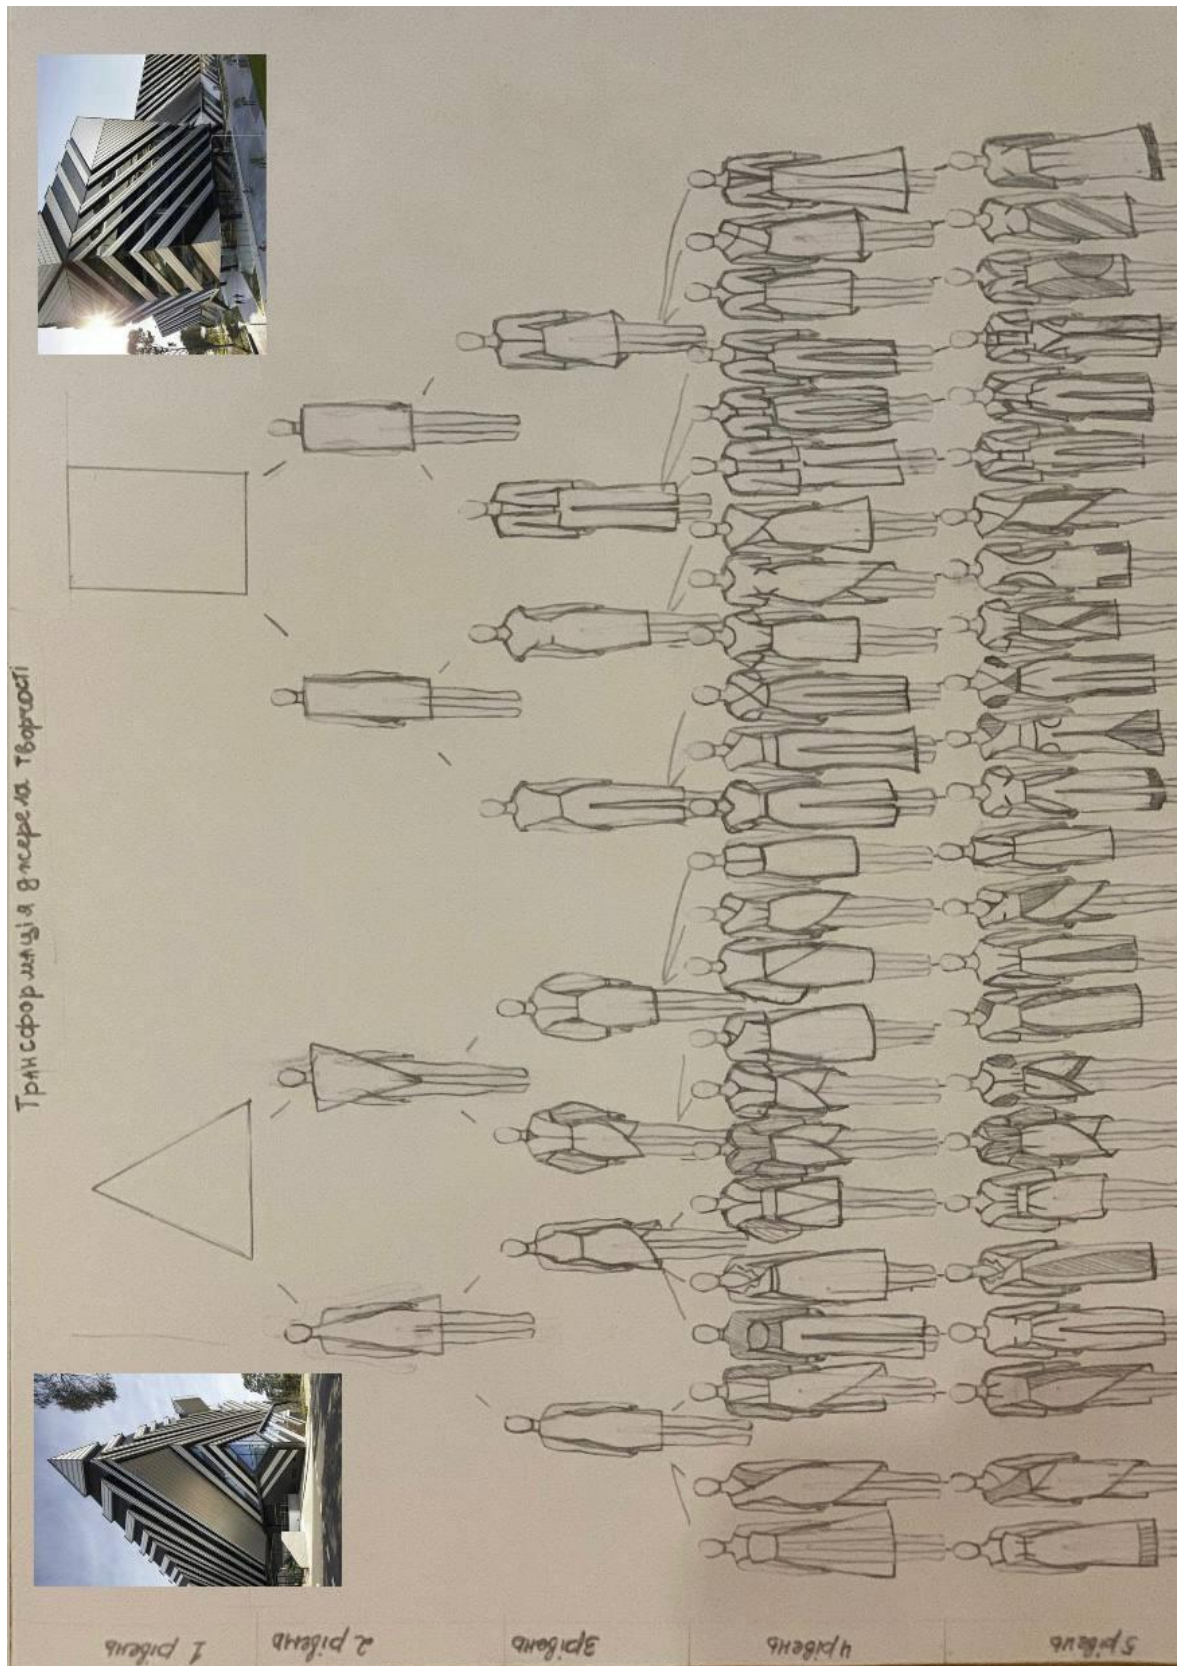 Трансформація джерела творчості
1 рівень
2 рівень
3 рівень
4 рівень
5 рівень